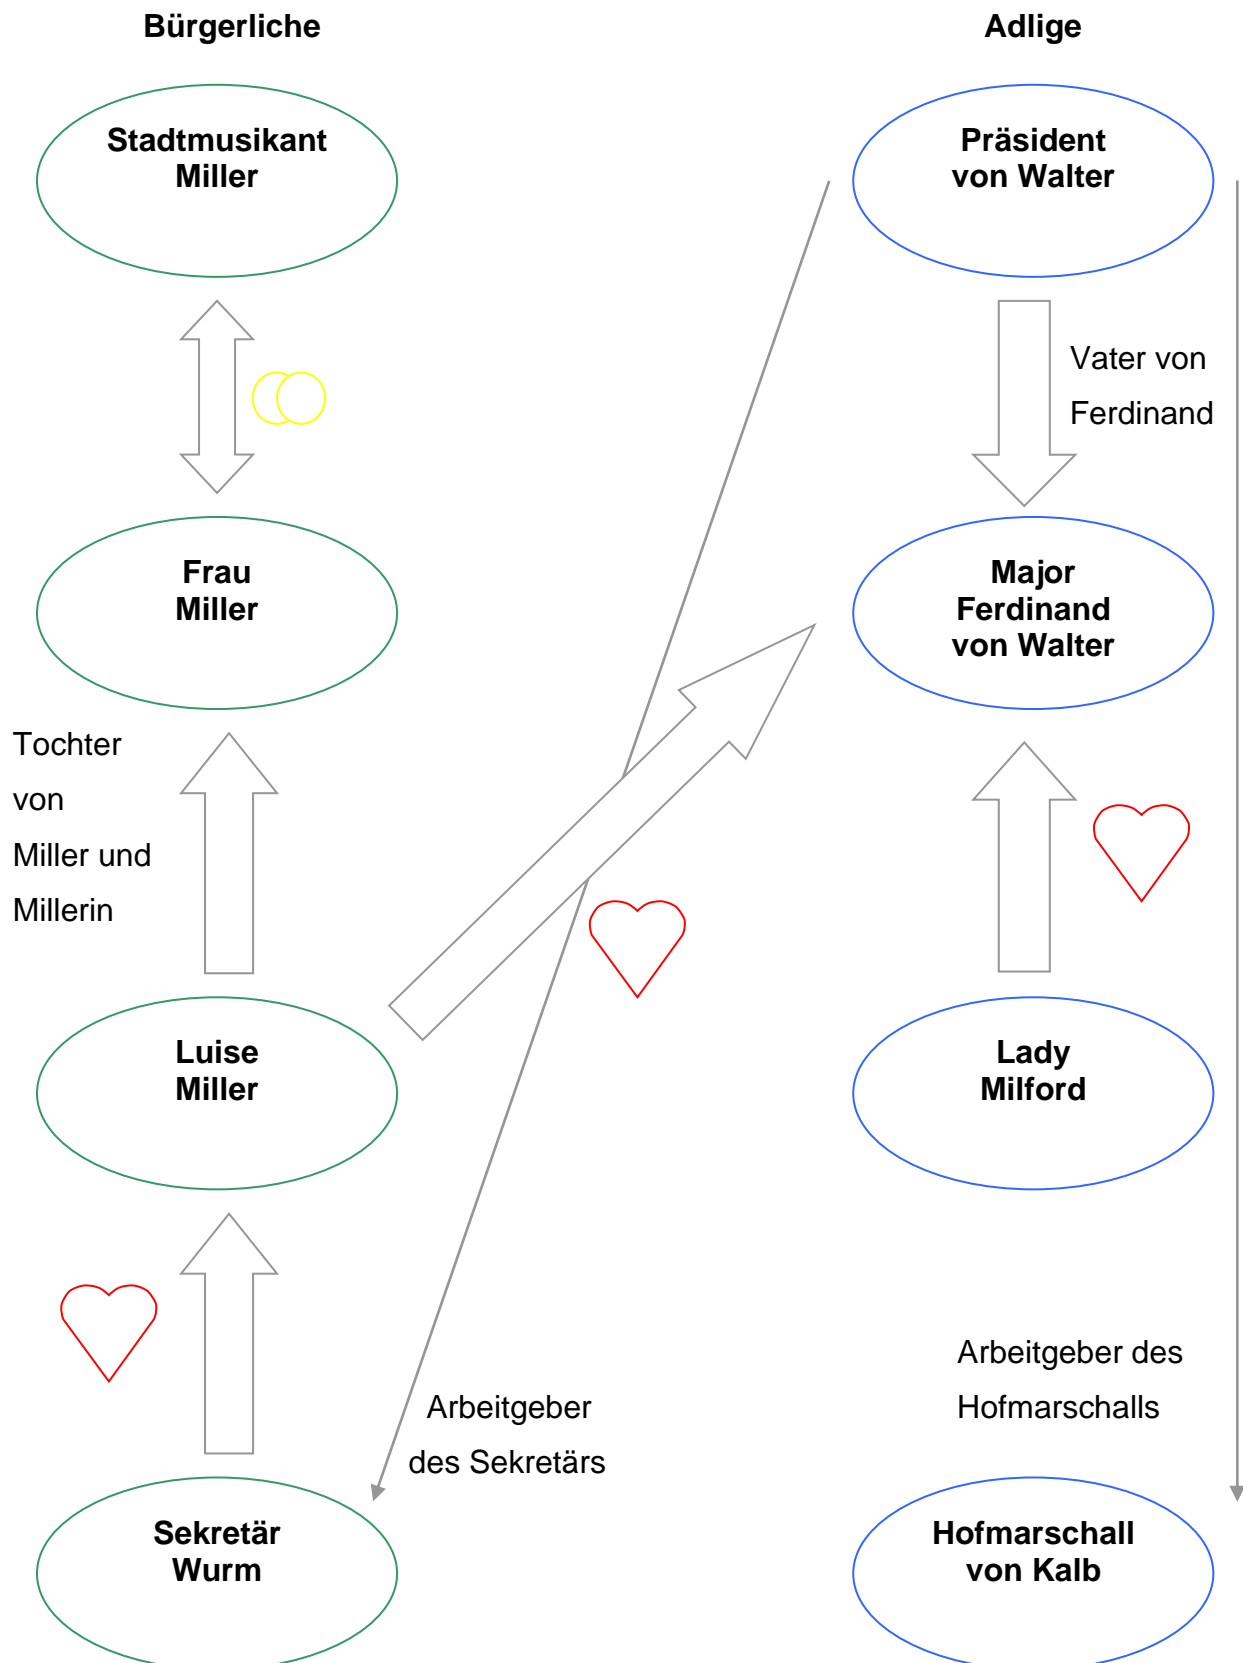 Bürgerliche
Adlige
Stadtmusikant
Miller
Präsident
von Walter
Vater von
Ferdinand
Frau
Miller
Major
Ferdinand
von Walter
Tochter
von
Miller und
Millerin
Luise
Miller
Lady
Milford
Arbeitgeber
des Sekretärs
Arbeitgeber des
Hofmarschalls
Sekretär
Wurm
Hofmarschall
von Kalb